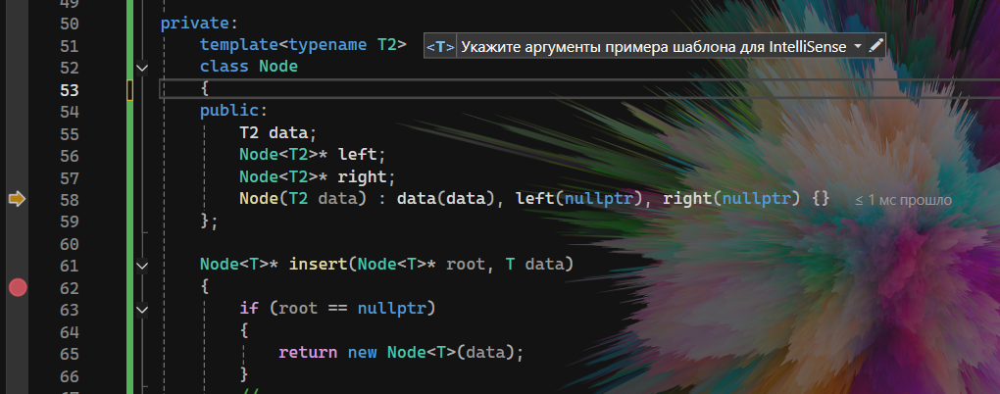 49
50 private:
51 template<typename T2> <T> Укажите аргументы примера шаблона для IntelliSense
52 class Node
53 {
54 public:
55 T2 data;
56 Node<T2>* left;
57 Node<T2>* right;
58 Node(T2 data) : data(data), left(nullptr), right(nullptr) {} ≤ 1 мс прошло
59 };
60
61 Node<T>* insert(Node<T>* root, T data)
62 {
63 if (root == nullptr)
64 {
65 return new Node<T>(data);
66 }
67 //